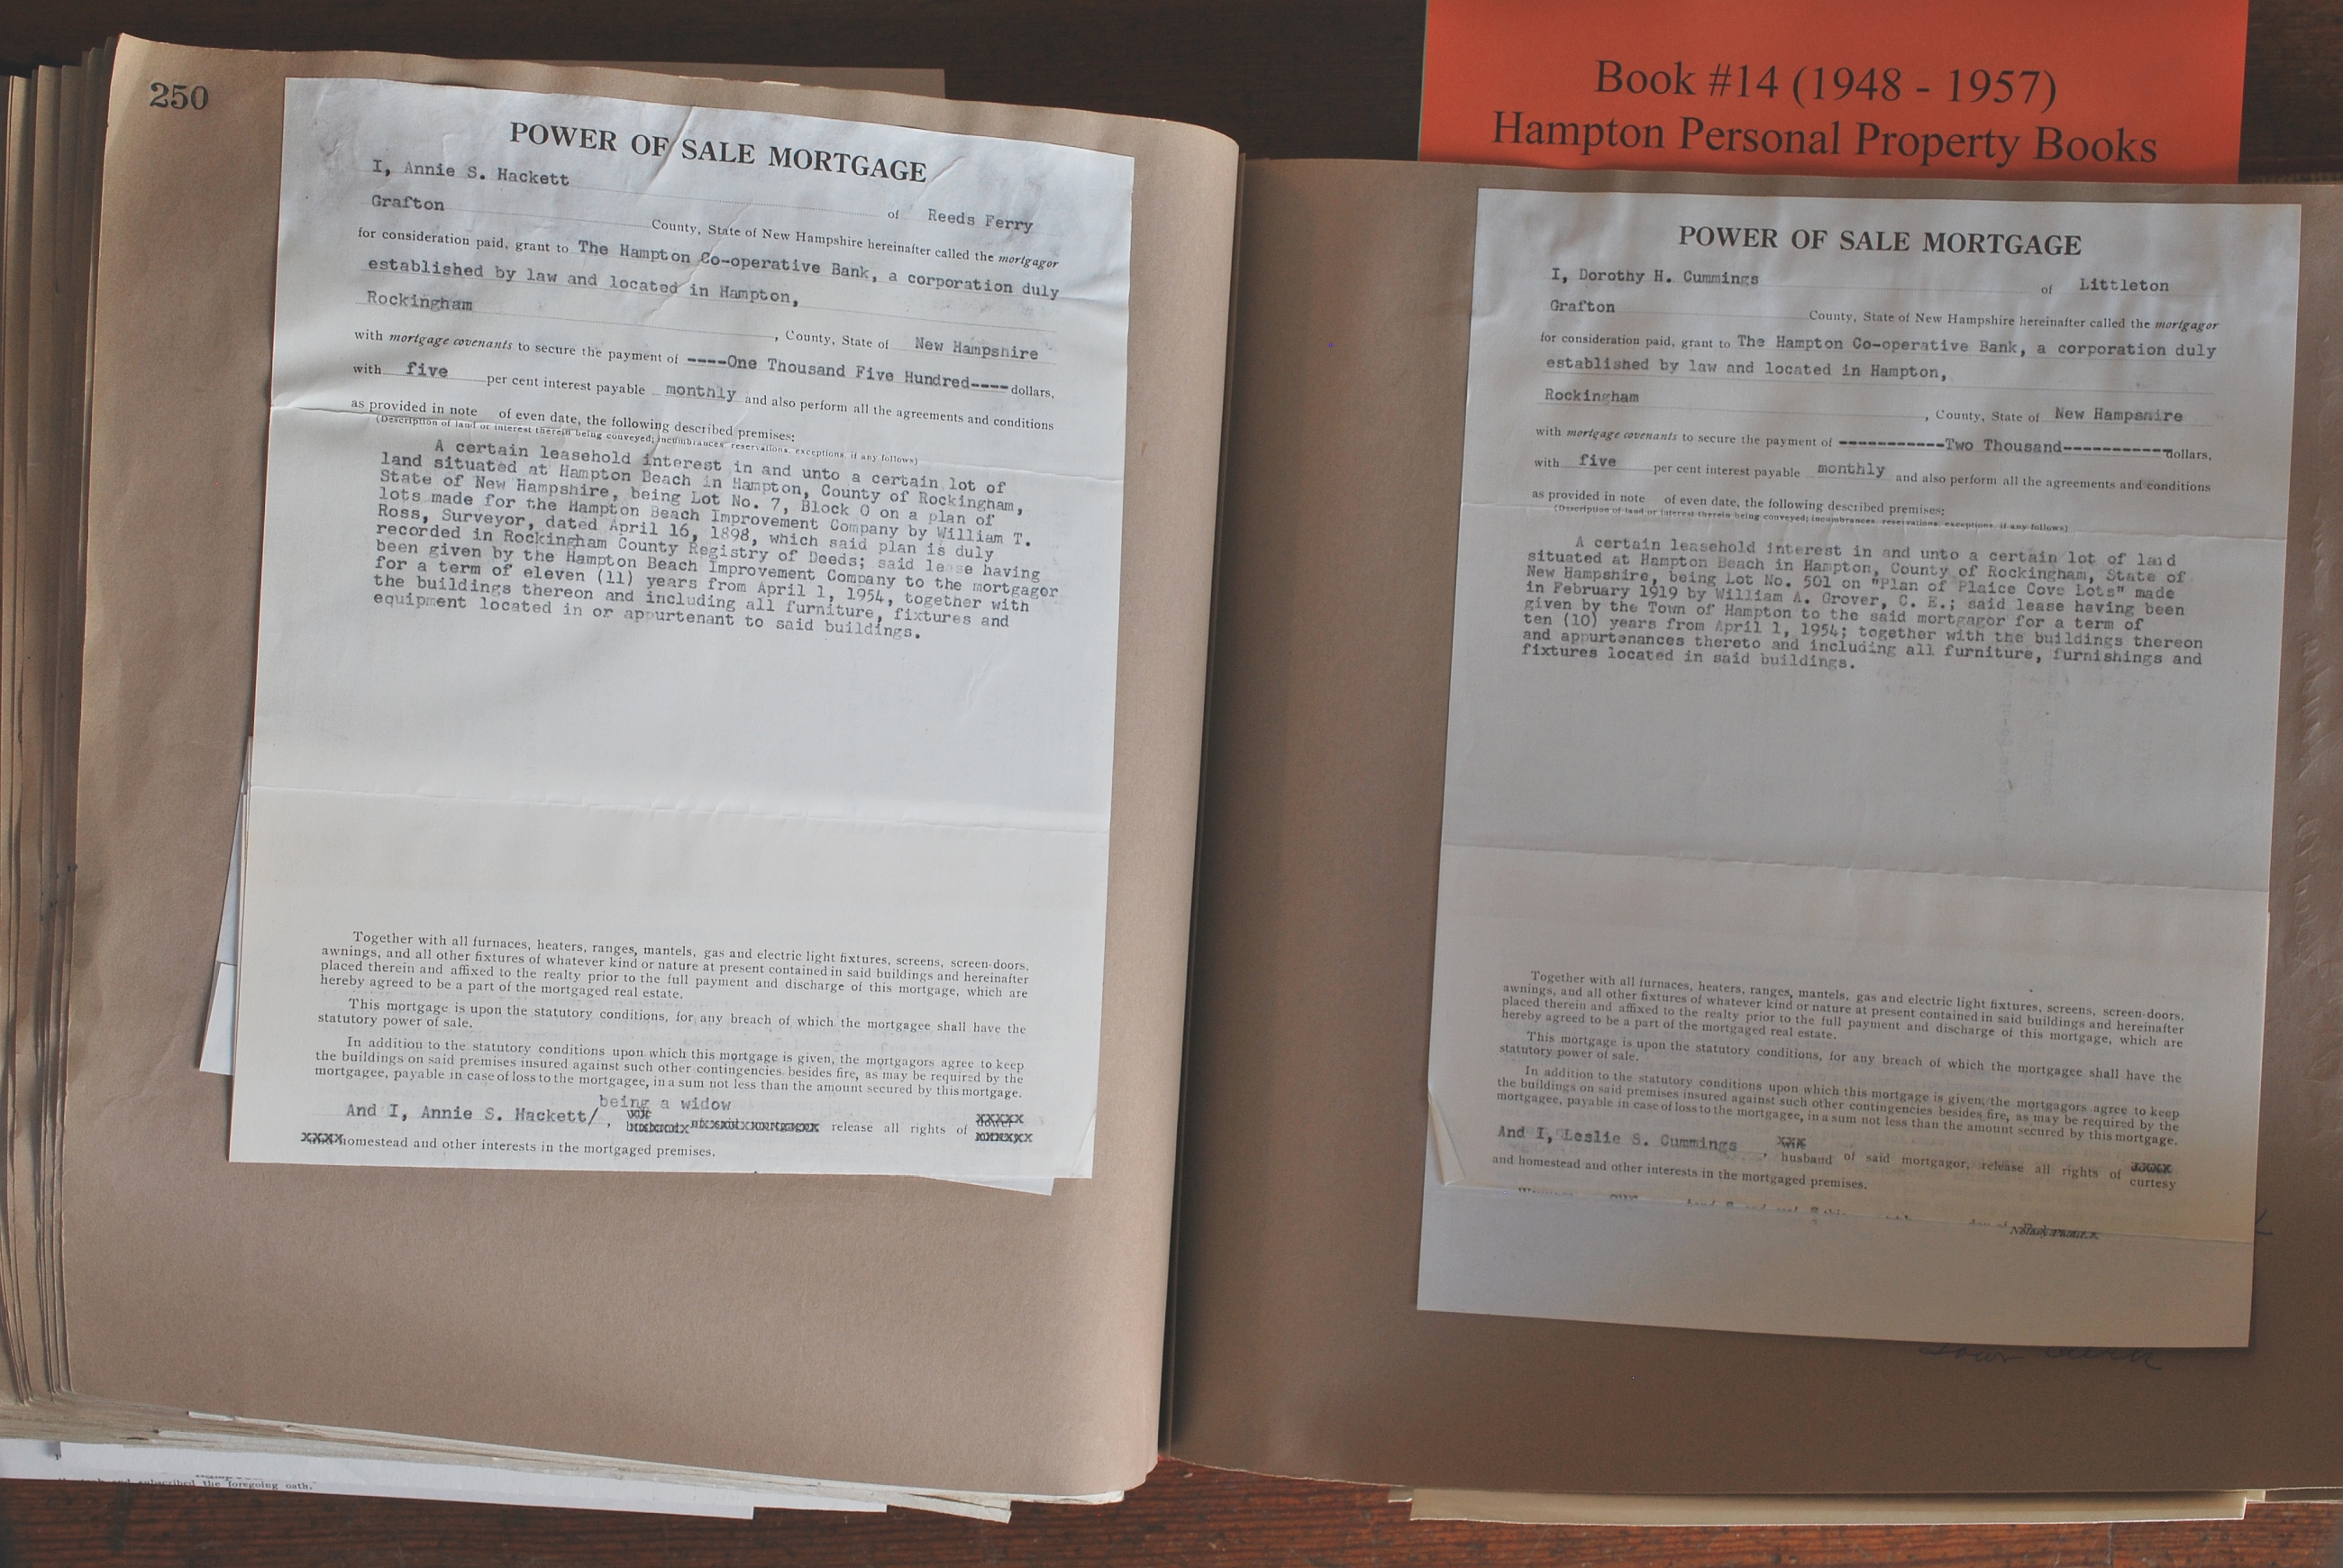 250
POWER OF SALE MORTGAGE
I, Annie S. Hackett of Reeds Ferry
Grafton County, State of New Hampshire hereinafter called the mortgagor
for consideration paid, grant to The Hampton Co-operative Bank, a corporation duly
established by law and located in Hampton,
Rockingham , County, State of New Hampshire
with mortgage covenants to secure the payment of ----One Thousand Five Hundred---- dollars,
with five per cent interest payable monthly and also perform all the agreements and conditions
as provided in note of even date, the following described premises:
(Description of land or interest therein being conveyed; incumbrances, reservations, exceptions, if any follows)
A certain leasehold interest in and unto a certain lot of
land situated at Hampton Beach in Hampton, County of Rockingham,
State of New Hampshire, being Lot No. 7, Block O on a plan of
lots made for the Hampton Beach Improvement Company by William T.
Ross, Surveyor, dated April 16, 1898, which said plan is duly
recorded in Rockingham County Registry of Deeds; said lease having
been given by the Hampton Beach Improvement Company to the mortgagor
for a term of eleven (11) years from April 1, 1954, together with
the buildings thereon and including all furniture, fixtures and
equipment located in or appurtenant to said buildings.
Together with all furnaces, heaters, ranges, mantels, gas and electric light fixtures, screens, screen-doors,
awnings, and all other fixtures of whatever kind or nature at present contained in said buildings and hereinafter
placed therein and affixed to the realty prior to the full payment and discharge of this mortgage, which are
hereby agreed to be a part of the mortgaged real estate.
This mortgage is upon the statutory conditions, for any breach of which the mortgagee shall have the
statutory power of sale.
In addition to the statutory conditions upon which this mortgage is given, the mortgagors agree to keep
the buildings on said premises insured against such other contingencies besides fire, as may be required by the
mortgagee, payable in case of loss to the mortgagee, in a sum not less than the amount secured by this mortgage.
being a widow
And I, Annie S. Hackett/ , release all rights of
homestead and other interests in the mortgaged premises.
and subscribed the foregoing oath.
Book #14 (1948 - 1957)
Hampton Personal Property Books
POWER OF SALE MORTGAGE
I, Dorothy H. Cummings of Littleton
Grafton County, State of New Hampshire hereinafter called the mortgagor
for consideration paid, grant to The Hampton Co-operative Bank, a corporation duly
established by law and located in Hampton,
Rockingham , County, State of New Hampshire
with mortgage covenants to secure the payment of -----------Two Thousand----------- dollars,
with five per cent interest payable monthly and also perform all the agreements and conditions
as provided in note of even date, the following described premises:
(Description of land or interest therein being conveyed; incumbrances, reservations, exceptions, if any follows)
A certain leasehold interest in and unto a certain lot of land
situated at Hampton Beach in Hampton, County of Rockingham, State of
New Hampshire, being Lot No. 501 on "Plan of Plaice Cove Lots" made
in February 1919 by William A. Grover, C. E.; said lease having been
given by the Town of Hampton to the said mortgagor for a term of
ten (10) years from April 1, 1954; together with the buildings thereon
and appurtenances thereto and including all furniture, furnishings and
fixtures located in said buildings.
Together with all furnaces, heaters, ranges, mantels, gas and electric light fixtures, screens, screen-doors,
awnings, and all other fixtures of whatever kind or nature at present contained in said buildings and hereinafter
placed therein and affixed to the realty prior to the full payment and discharge of this mortgage, which are
hereby agreed to be a part of the mortgaged real estate.
This mortgage is upon the statutory conditions, for any breach of which the mortgagee shall have the
statutory power of sale.
In addition to the statutory conditions upon which this mortgage is given, the mortgagors agree to keep
the buildings on said premises insured against such other contingencies besides fire, as may be required by the
mortgagee, payable in case of loss to the mortgagee, in a sum not less than the amount secured by this mortgage.
And I, Leslie S. Cummings , husband of said mortgagor, release all rights of
curtesy
and homestead and other interests in the mortgaged premises.
Town Clerk